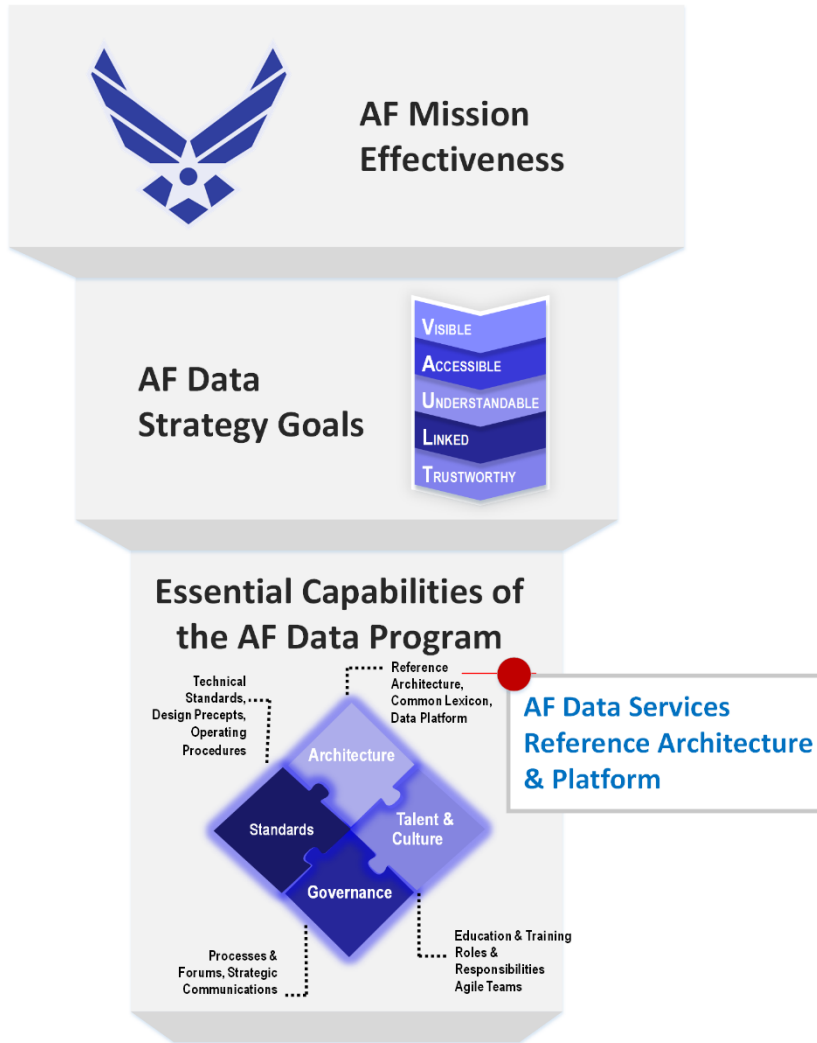 AF Mission
Effectiveness
AF Data
Strategy Goals
VISIBLE
ACCESSIBLE
UNDERSTANDABLE
LINKED
TRUSTWORTHY
Essential Capabilities of
the AF Data Program
Technical
Standards,
Design Precepts,
Operating
Procedures
Reference
Architecture,
Common Lexicon,
Data Platform
AF Data Services
Reference Architecture
& Platform
Architecture
Standards
Talent &
Culture
Governance
Processes &
Forums, Strategic
Communications
Education & Training
Roles &
Responsibilities
Agile Teams